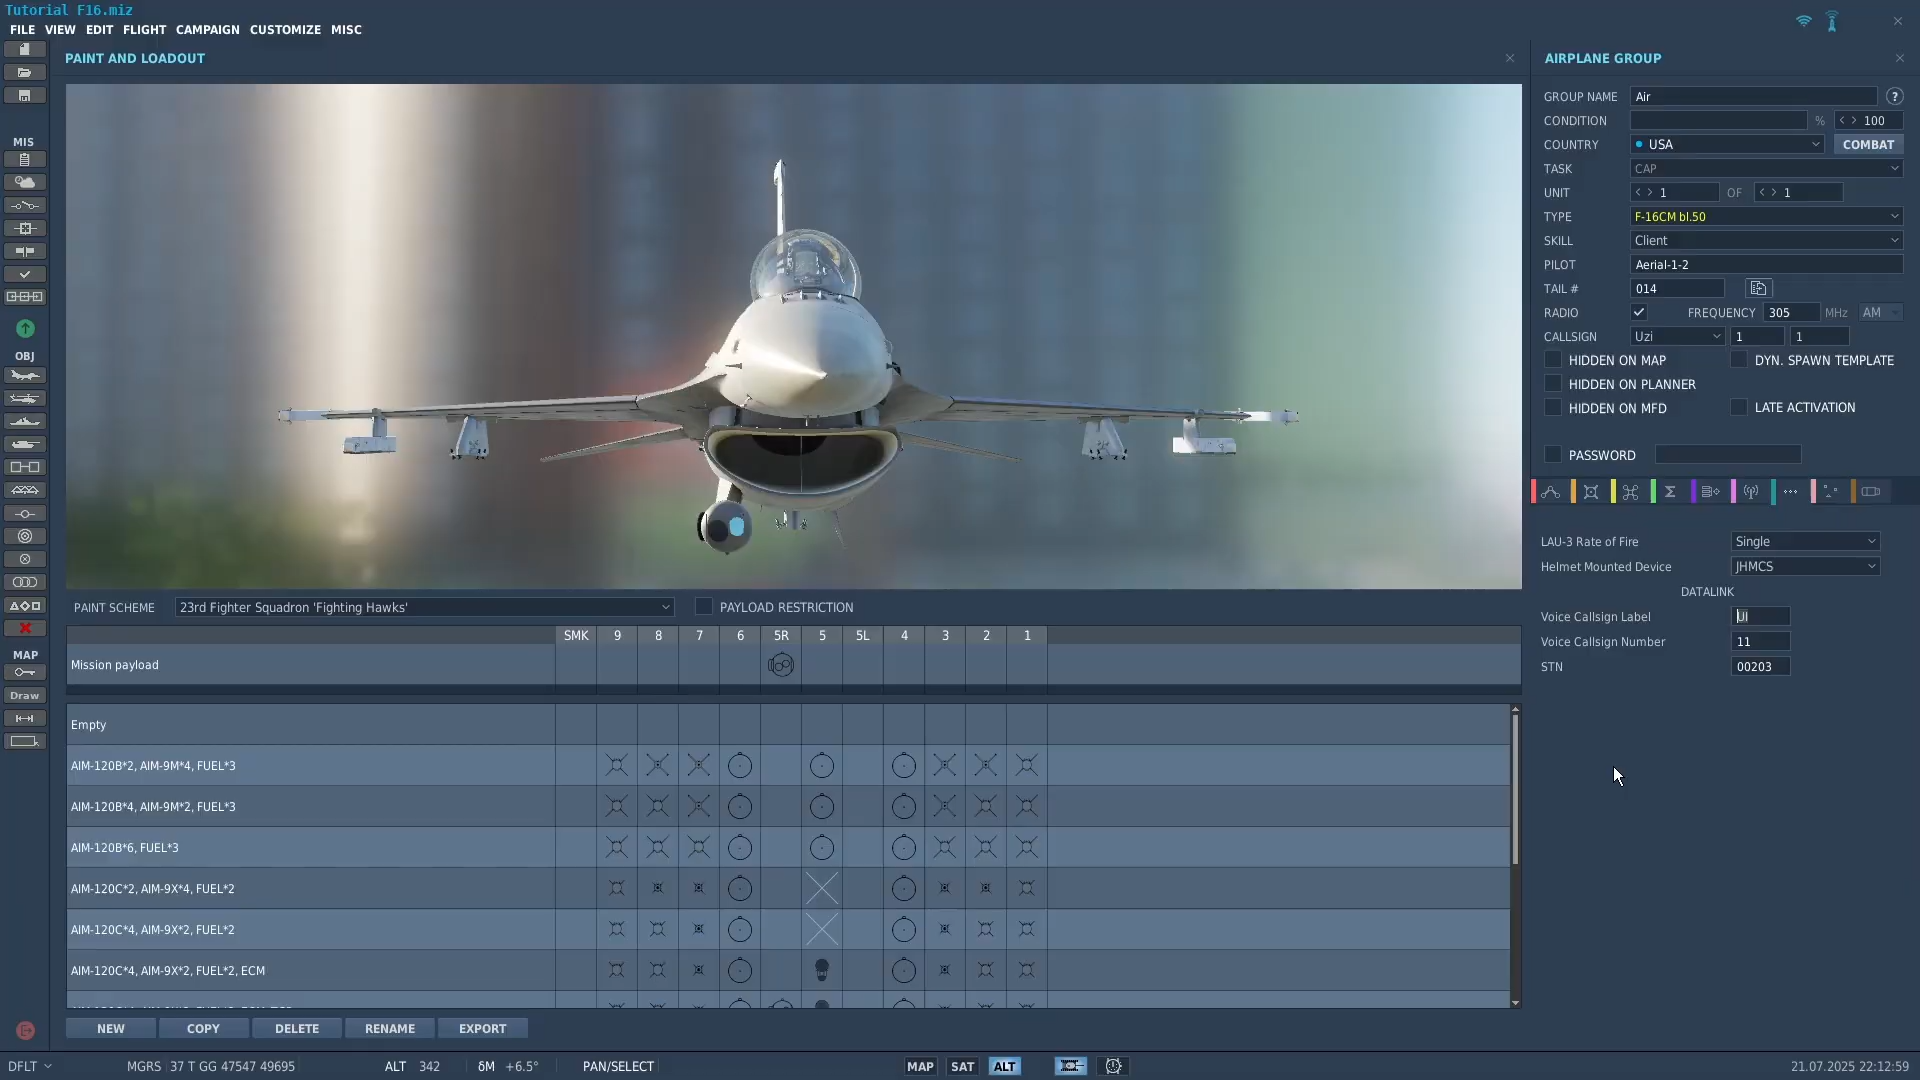 Tutorial F16.miz
FILE VIEW EDIT FLIGHT CAMPAIGN CUSTOMIZE MISC
PAINT AND LOADOUT
AIRPLANE GROUP
GROUP NAME Air ?
CONDITION % < > 100
COUNTRY USA COMBAT
TASK CAP
UNIT < > 1 OF < > 1
TYPE F-16CM bl.50
SKILL Client
PILOT Aerial-1-2
TAIL # 014
RADIO FREQUENCY 305 MHz AM
CALLSIGN Uzi 1 1
HIDDEN ON MAP DYN. SPAWN TEMPLATE
HIDDEN ON PLANNER
HIDDEN ON MFD LATE ACTIVATION
PASSWORD
LAU-3 Rate of Fire Single
Helmet Mounted Device JHMCS
DATALINK
Voice Callsign Label UI
Voice Callsign Number 11
STN 00203
MIS
OBJ
MAP
Draw
PAINT SCHEME 23rd Fighter Squadron 'Fighting Hawks' PAYLOAD RESTRICTION
SMK 9 8 7 6 5R 5 5L 4 3 2 1
Mission payload
Empty
AIM-120B*2, AIM-9M*4, FUEL*3
AIM-120B*4, AIM-9M*2, FUEL*3
AIM-120B*6, FUEL*3
AIM-120C*2, AIM-9X*4, FUEL*2
AIM-120C*4, AIM-9X*2, FUEL*2
AIM-120C*4, AIM-9X*2, FUEL*2, ECM
NEW COPY DELETE RENAME EXPORT
DFLT MGRS 37 T GG 47547 49695 ALT 342 δM +6.5° PAN/SELECT MAP SAT ALT 21.07.2025 22:12:59